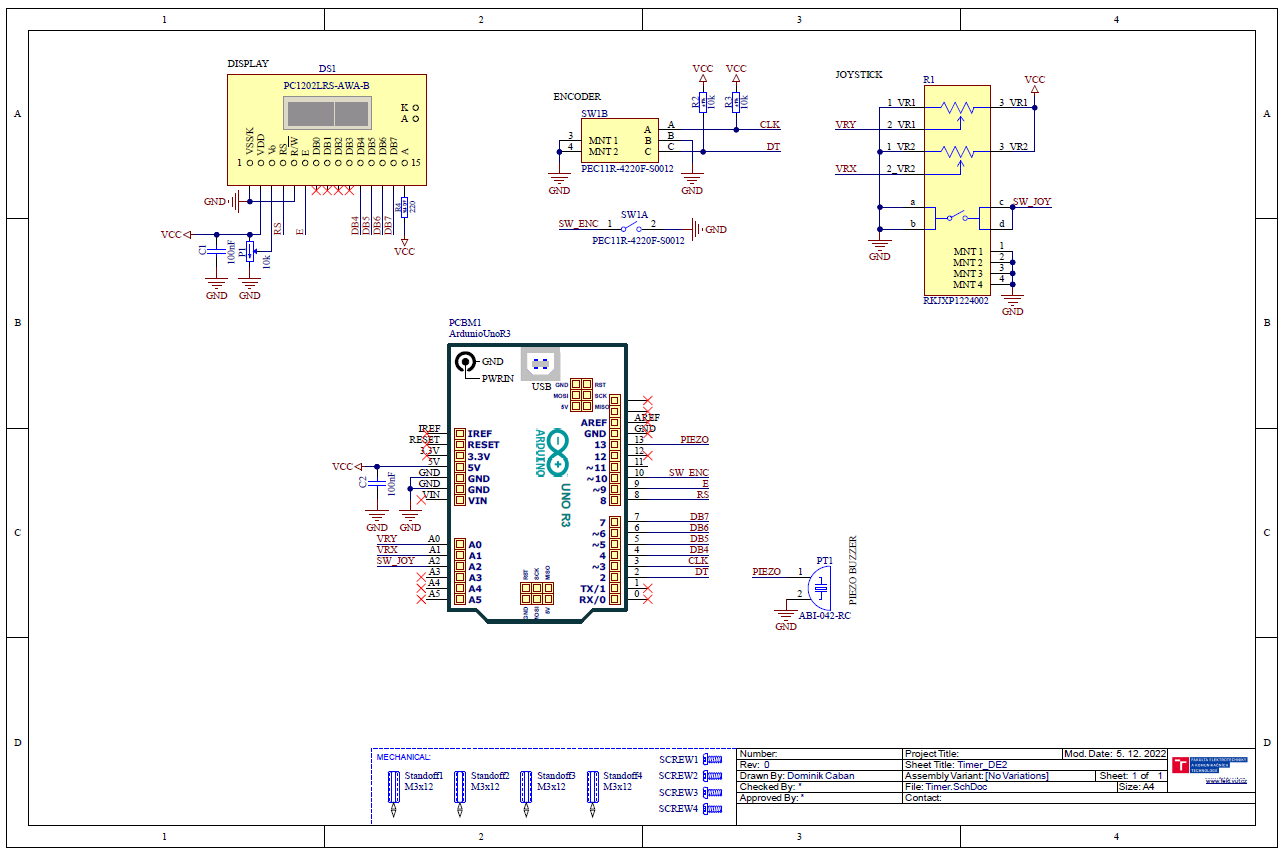 1 2 3 4
A A
B B
C C
D D
DISPLAY
DS1
PC1202LRS-AWA-B
K
A
VSS/K VDD Vo RS R/W E DB0 DB1 DB2 DB3 DB4 DB5 DB6 DB7 A
1 15
GND
RS E DB4 DB5 DB6 DB7
R4 220
VCC
VCC
C1 100nF P1 10k
GND GND
ENCODER
VCC VCC
R2 10k R3 10k
SW1B
A A CLK
3 MNT 1 B B
4 MNT 2 C C DT
PEC11R-4220F-S0012
GND GND
SW1A
SW_ENC 1 2 GND
PEC11R-4220F-S0012
JOYSTICK
R1
VCC
1 VR1 3 VR1
VRY 2 VR1
1 VR2 3 VR2
VRX 2 VR2
a c SW_JOY
b d
GND
MNT 1 1
MNT 2 2
MNT 3 3
MNT 4 4
RKJXP1224002
GND
PCBM1
ArdunioUnoR3
GND
PWRIN
USB
GND RST
MOSI SCK
5V MISO
AREF AREF
GND GND
IREF IREF
RESET RESET
3.3V 3.3V
VCC 5V 5V
GND GND
GND GND
VIN VIN
C2 100nF
GND GND
VRY A0 A0
VRX A1 A1
SW_JOY A2 A2
A3 A3
A4 A4
A5 A5
ARDUINO
UNO R3
13 13 PIEZO
12 12
~11 11
~10 10 SW_ENC
~9 9 E
8 8 RS
7 7 DB7
~6 6 DB6
~5 5 DB5
4 4 DB4
~3 3 CLK
2 2 DT
TX/1 1
RX/0 0
RST SCK MISO
GND MOSI 5V
PT1
PIEZO 1
2
GND
ABI-042-RC
PIEZO BUZZER
MECHANICAL:
Standoff1 M3x12
Standoff2 M3x12
Standoff3 M3x12
Standoff4 M3x12
SCREW1
SCREW2
SCREW3
SCREW4
Number: Project Title: Mod. Date: 5. 12. 2022
Rev: 0 Sheet Title: Timer_DE2
Drawn By: Dominik Caban Assembly Variant: [No Variations] Sheet: 1 of 1
Checked By: * File: Timer.SchDoc Size: A4
Approved By: * Contact:
T FAKULTA ELEKTROTECHNIKY
A KOMUNIKAČNÍCH
TECHNOLOGIÍ
www.fekt.vut.cz
1 2 3 4